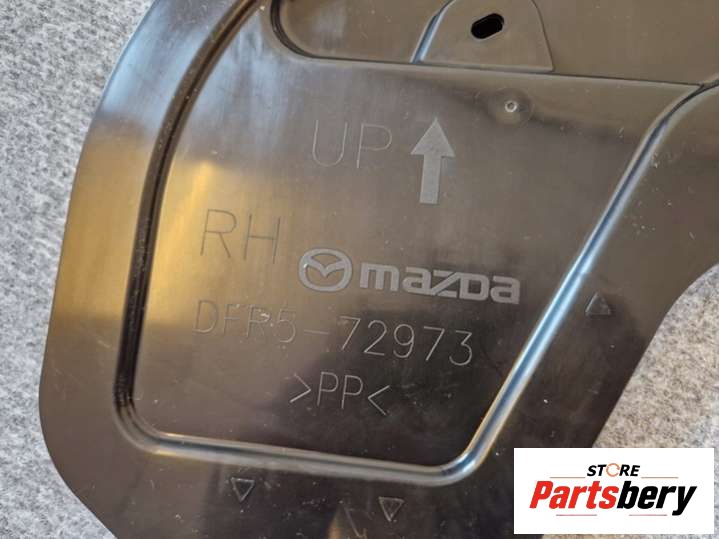 UP
RH
mazda
DFR5-72973
>PP<
STORE
Partsbery